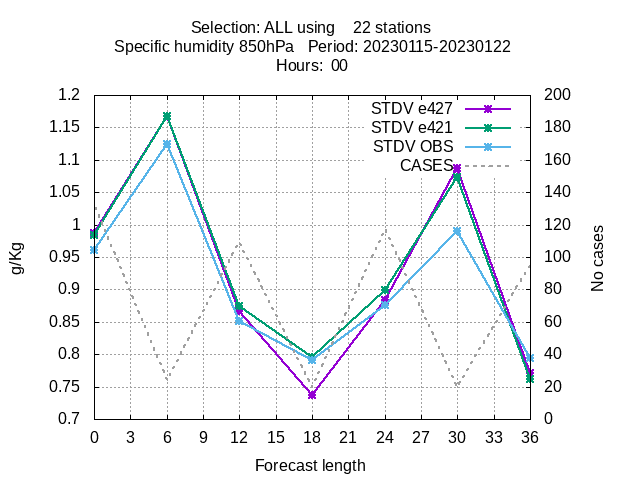 Selection: ALL using    22 stations
Specific humidity 850hPa   Period: 20230115-20230122
Hours:  00
STDV e427
STDV e421
STDV OBS
CASES
1.2
1.15
1.1
1.05
1
0.95
0.9
0.85
0.8
0.75
0.7
g/Kg
200
180
160
140
120
100
80
60
40
20
0
No cases
0 3 6 9 12 15 18 21 24 27 30 33 36
Forecast length